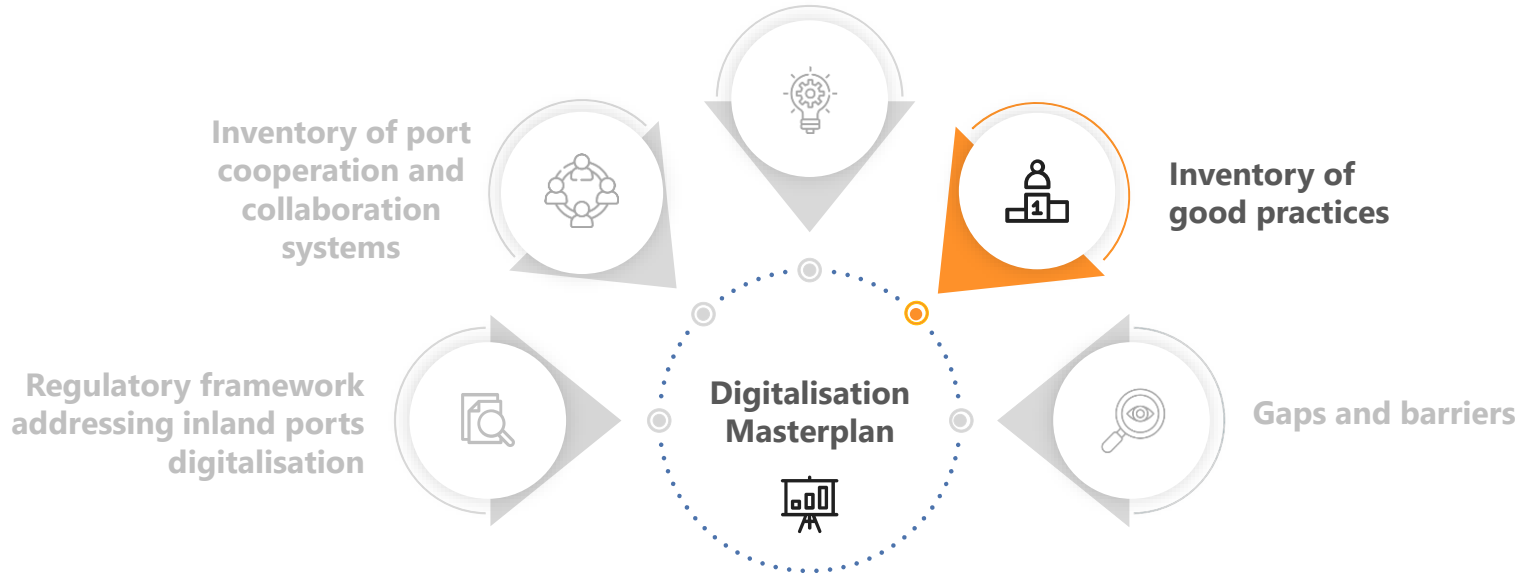 Inventory of port
cooperation and
collaboration
systems
Inventory of
good practices
1
Regulatory framework
addressing inland ports
digitalisation
Digitalisation
Masterplan
Gaps and barriers